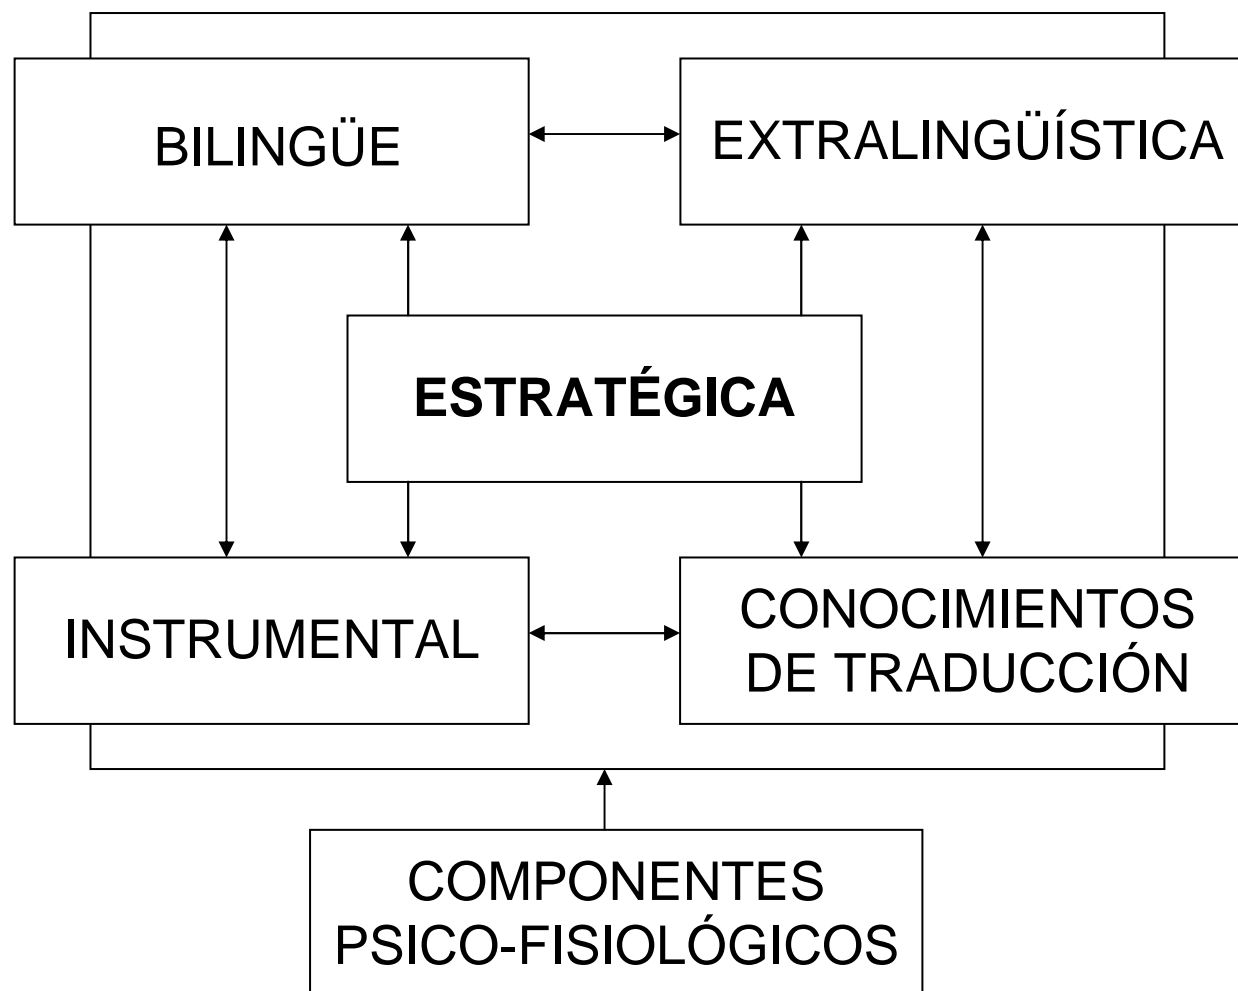 BILINGÜE
EXTRALINGÜÍSTICA
ESTRATÉGICA
INSTRUMENTAL
CONOCIMIENTOS
DE TRADUCCIÓN
COMPONENTES
PSICO-FISIOLÓGICOS